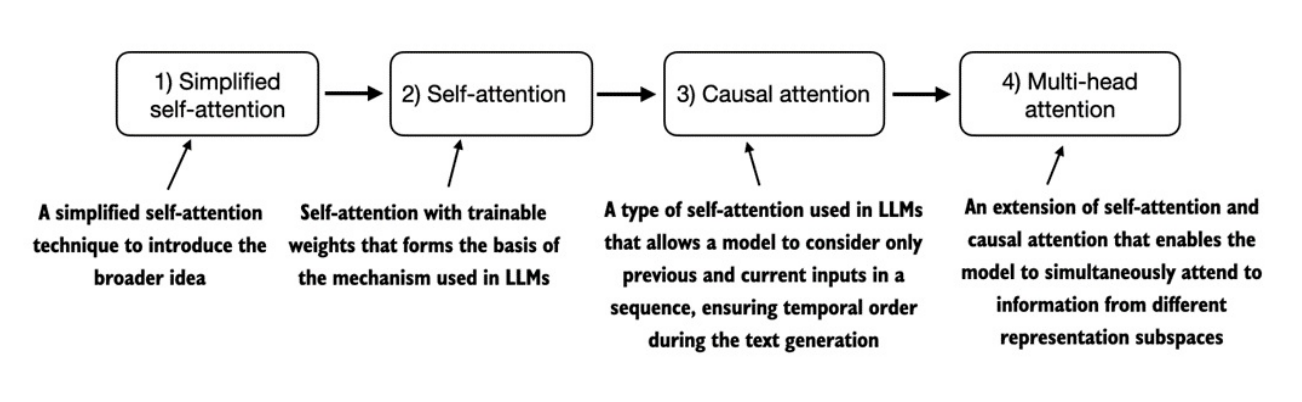 1) Simplified
self-attention
2) Self-attention
3) Causal attention
4) Multi-head
attention
A simplified self-attention
technique to introduce the
broader idea
Self-attention with trainable
weights that forms the basis of
the mechanism used in LLMs
A type of self-attention used in LLMs
that allows a model to consider only
previous and current inputs in a
sequence, ensuring temporal order
during the text generation
An extension of self-attention and
causal attention that enables the
model to simultaneously attend to
information from different
representation subspaces